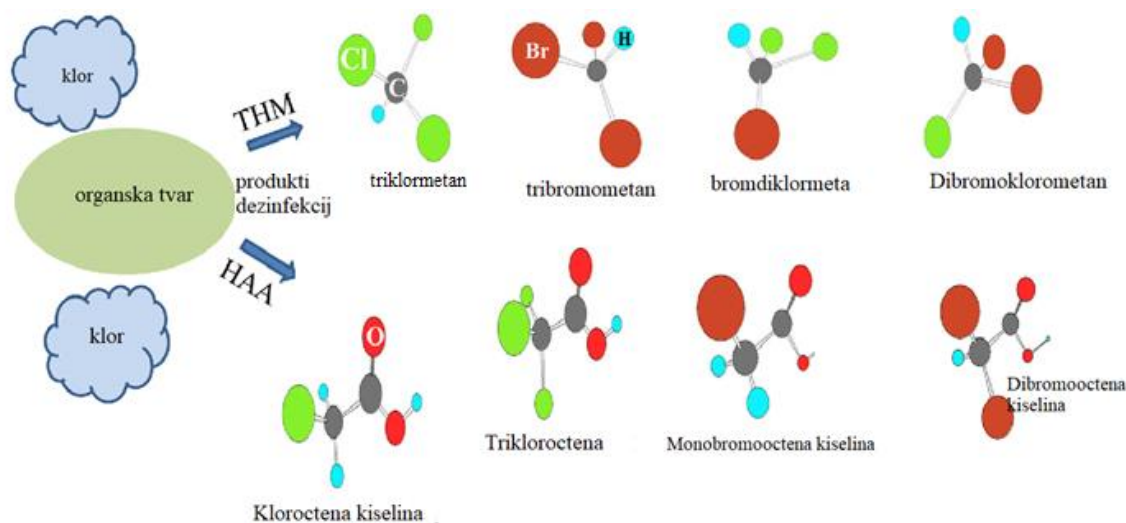 klor
organska tvar
klor
THM
produkti
dezinfekcij
HAA
Cl
C
triklormetan
Br
H
tribromometan
bromdiklormeta
Dibromoklorometan
O
Kloroctena kiselina
Trikloroctena
Monobromooctena kiselina
Dibromooctena
kiselina